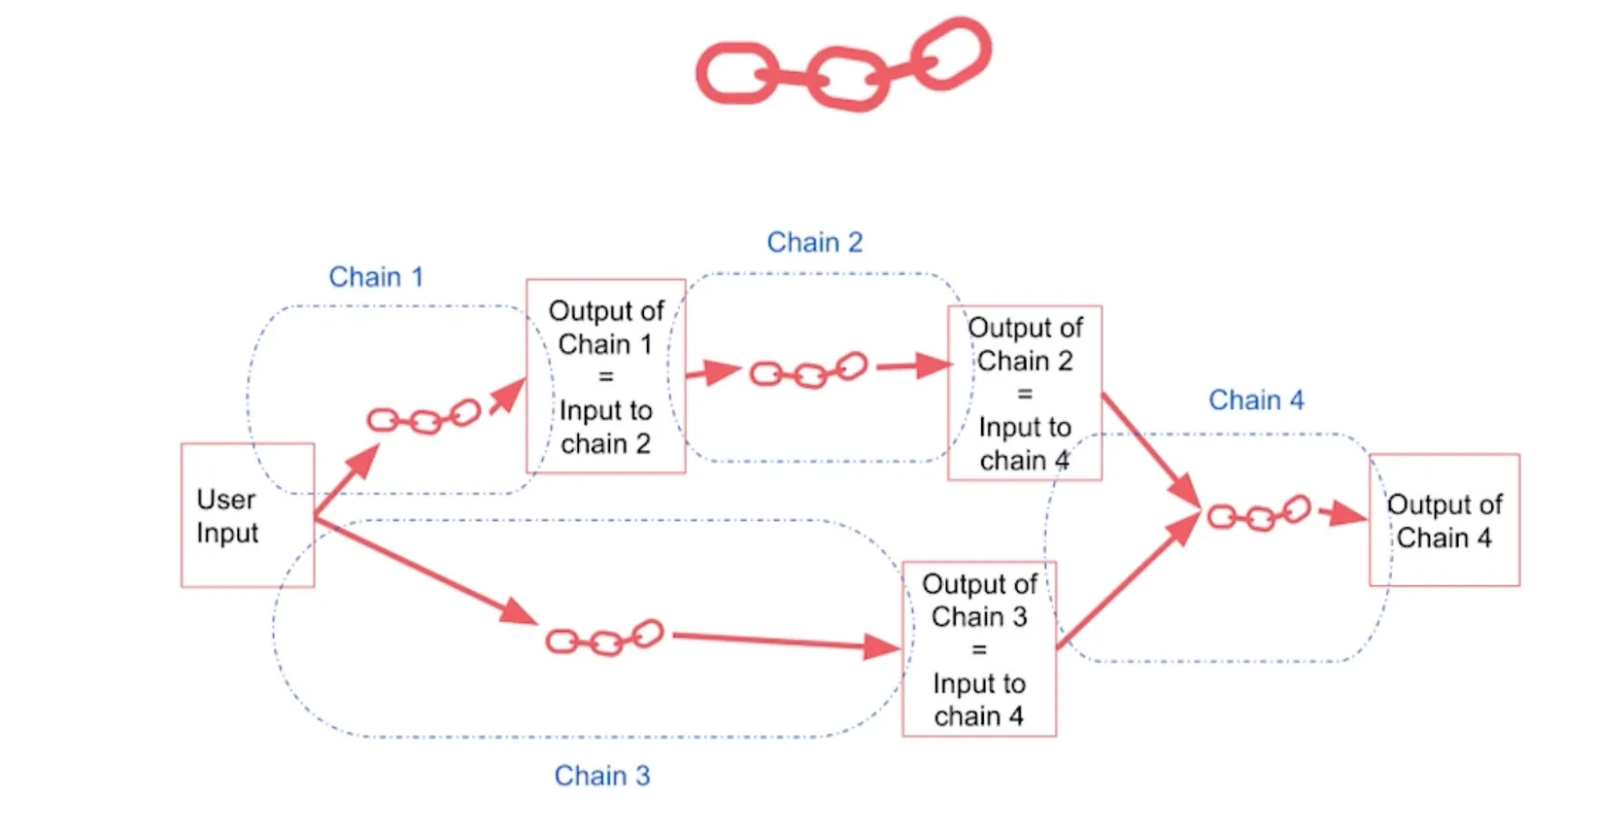 Chain 2
Chain 1
Output of
Chain 1
=
Input to
chain 2
Output of
Chain 2
=
Input to
chain 4
Chain 4
User
Input
Output of
Chain 4
Output of
Chain 3
=
Input to
chain 4
Chain 3